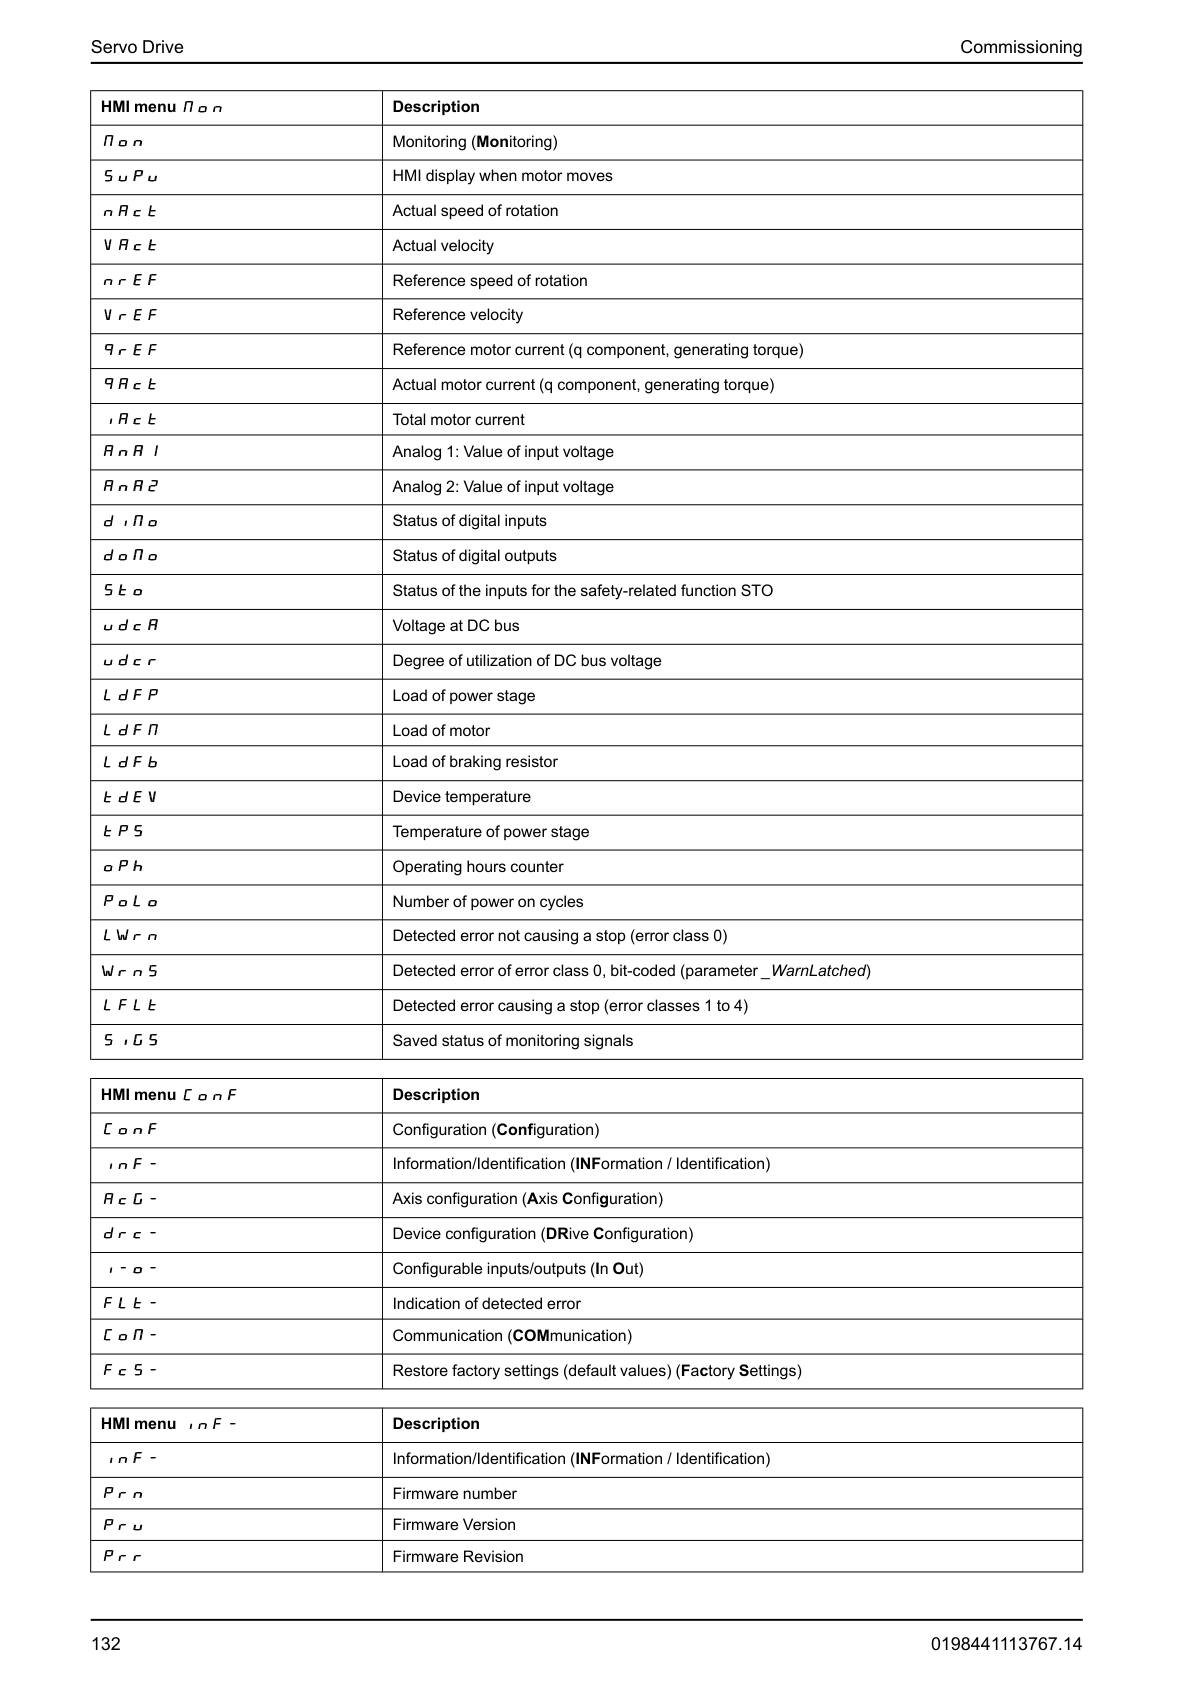 Servo Drive Commissioning
HMI menu Mon Description
Mon Monitoring (Monitoring)
SuPu HMI display when motor moves
nAct Actual speed of rotation
VAct Actual velocity
nrEF Reference speed of rotation
VrEF Reference velocity
qrEF Reference motor current (q component, generating torque)
qAct Actual motor current (q component, generating torque)
iAct Total motor current
AnA1 Analog 1: Value of input voltage
AnA2 Analog 2: Value of input voltage
diMo Status of digital inputs
doMo Status of digital outputs
Sto Status of the inputs for the safety-related function STO
udcA Voltage at DC bus
udcr Degree of utilization of DC bus voltage
LdFP Load of power stage
LdFM Load of motor
LdFb Load of braking resistor
tdEV Device temperature
tPS Temperature of power stage
oPh Operating hours counter
PoLo Number of power on cycles
LWrn Detected error not causing a stop (error class 0)
WrnS Detected error of error class 0, bit-coded (parameter _WarnLatched)
LFLt Detected error causing a stop (error classes 1 to 4)
SiGS Saved status of monitoring signals
HMI menu ConF Description
ConF Configuration (Configuration)
inF- Information/Identification (INFormation / Identification)
AcG- Axis configuration (Axis Configuration)
drc- Device configuration (DRive Configuration)
i-o- Configurable inputs/outputs (In Out)
FLt- Indication of detected error
CoM- Communication (COMmunication)
FcS- Restore factory settings (default values) (Factory Settings)
HMI menu inF- Description
inF- Information/Identification (INFormation / Identification)
Prn Firmware number
Pru Firmware Version
Prr Firmware Revision
132 0198441113767.14